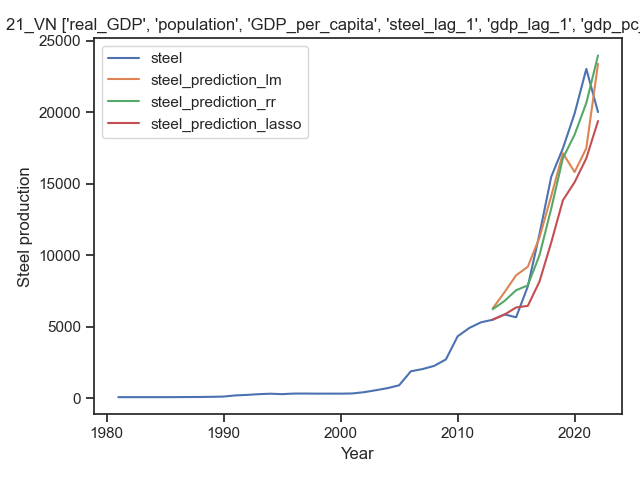 21_VN ['real_GDP', 'population', 'GDP_per_capita', 'steel_lag_1', 'gdp_lag_1', 'gdp_pc_
25000
20000
15000
10000
5000
0
steel
steel_prediction_lm
steel_prediction_rr
steel_prediction_lasso
Steel production
1980
1990
2000
2010
2020
Year